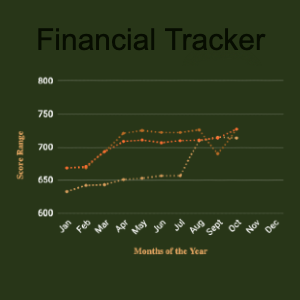 Financial Tracker
800
750
700
650
600
Score Range
Jan Feb Mar Apr May Jun Jul Aug Sept Oct Nov Dec
Months of the Year